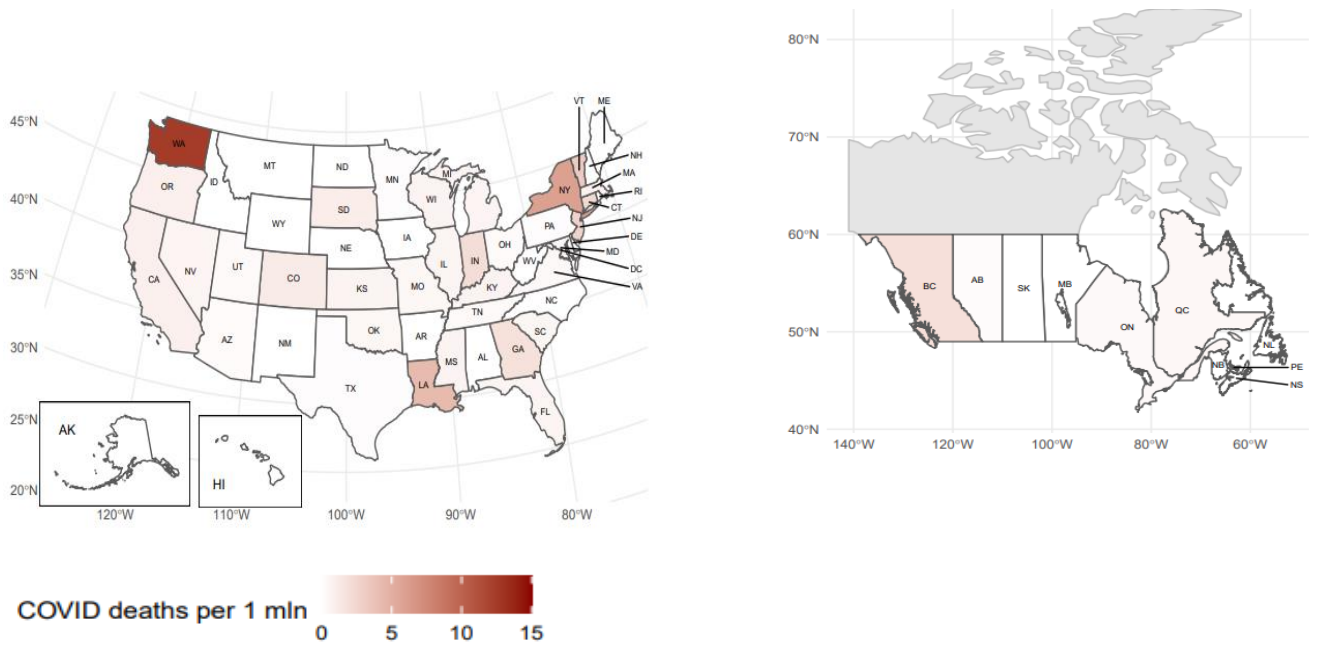 VT ME
45°N
WA
MT
ND
MN
MI
NH
MA
OR
ID
SD
WI
NY
RI
CT
40°N
WY
IA
PA
NJ
DE
NE
OH
MD
CA
NV
UT
CO
IL
IN
WV
DC
35°N
KS
MO
KY
VA
NC
TN
OK
AR
SC
AZ
NM
MS
AL
GA
30°N
TX
LA
FL
25°N
AK
HI
20°N
120°W 110°W 100°W 90°W 80°W
COVID deaths per 1 mln
0 5 10 15
80°N
70°N
60°N
BC
AB
SK
MB
QC
ON
50°N
NL
NB
PE
NS
40°N
140°W 120°W 100°W 80°W 60°W